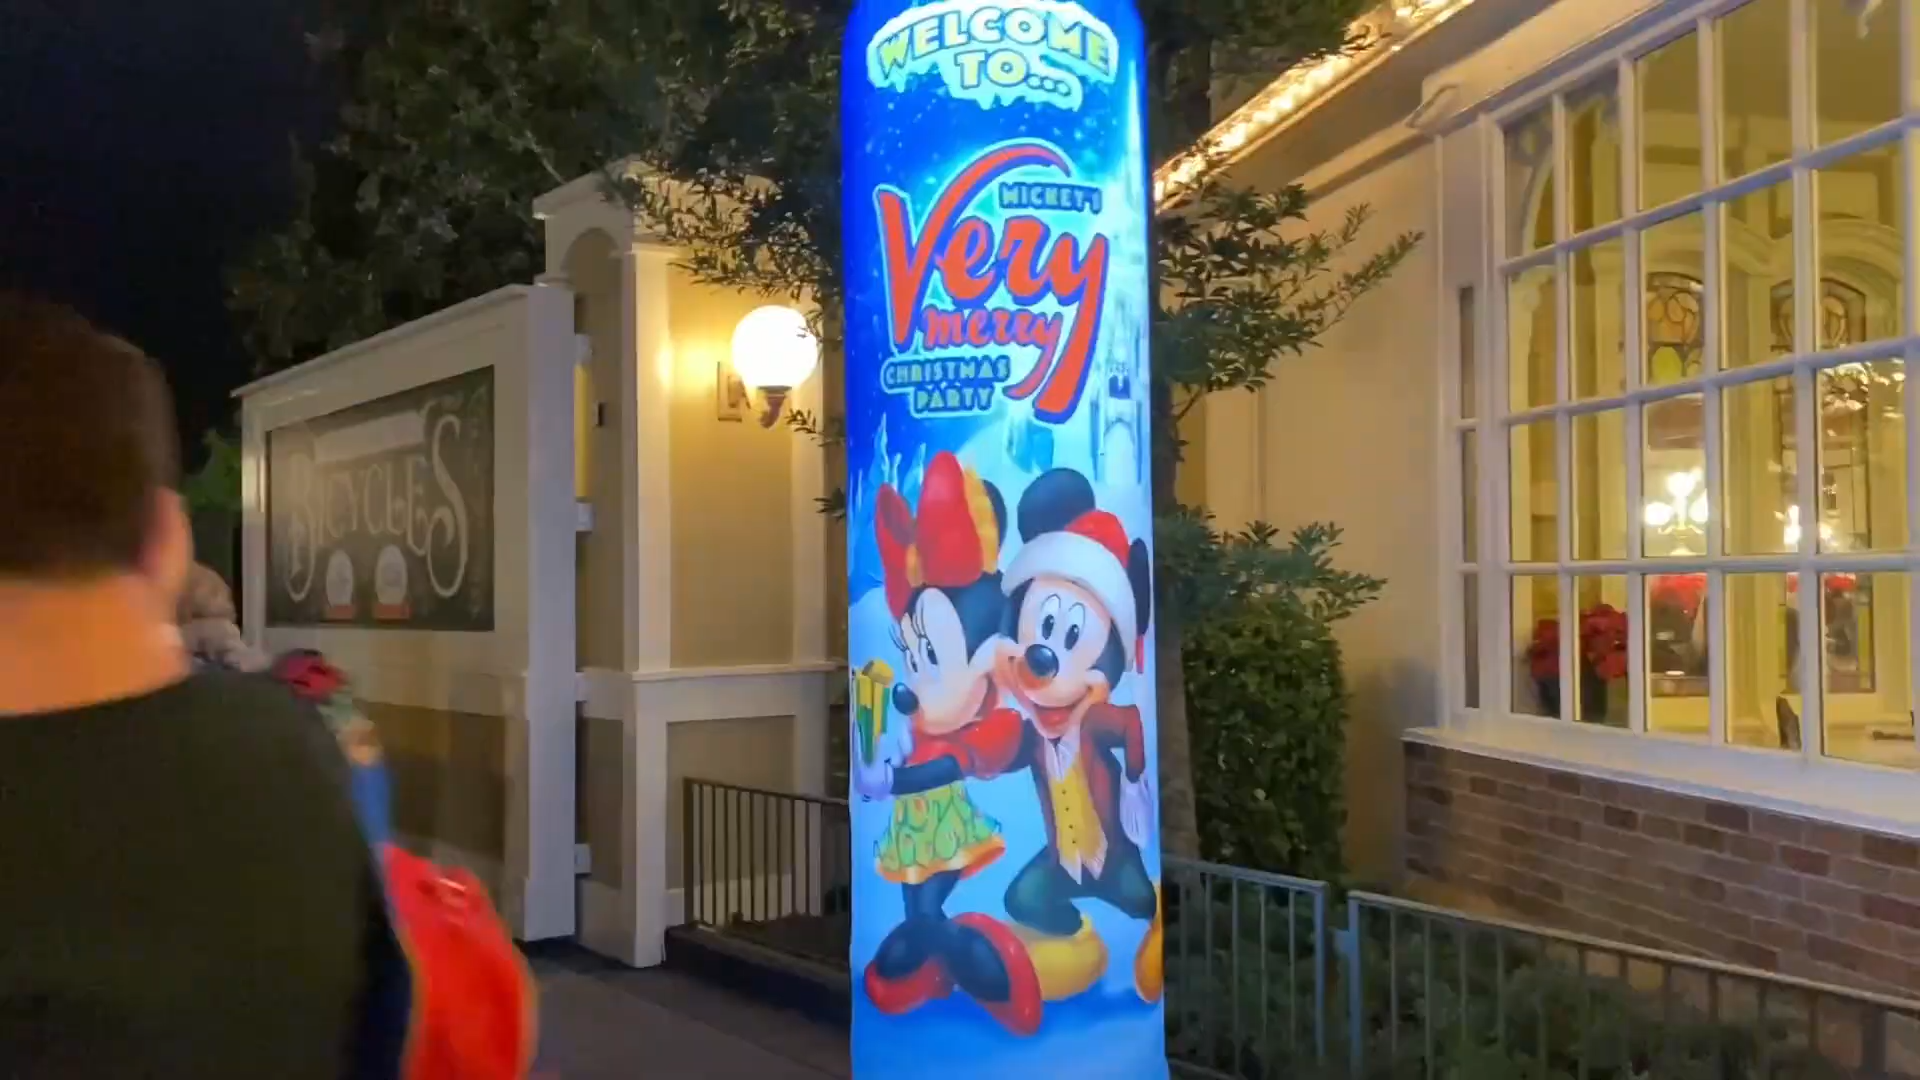 WELCOME
TO...
MICKEY'S
Very
merry
CHRISTMAS
PARTY
BICYCLES